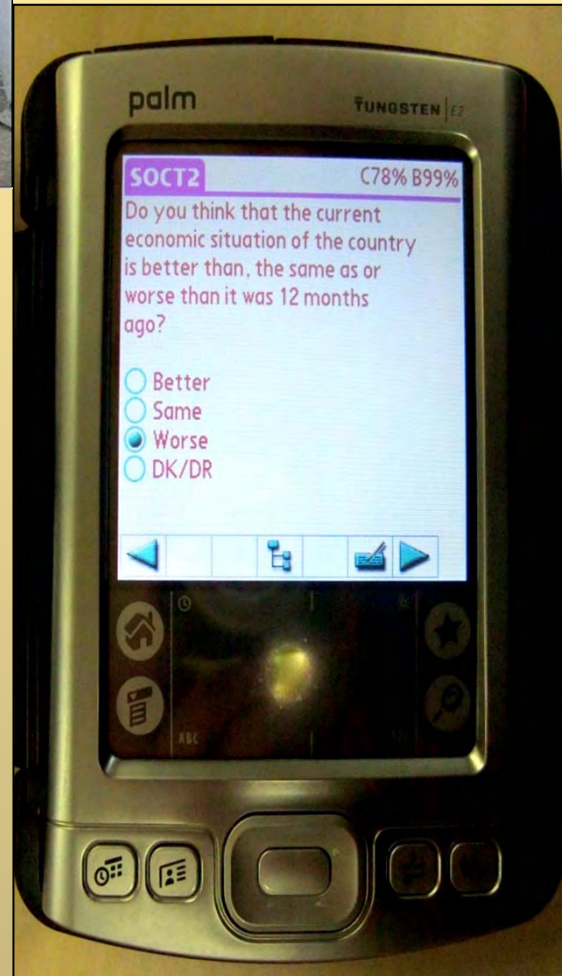 palm
TUNGSTEN | E2
SOCT2
C78% B99%
Do you think that the current
economic situation of the country
is better than, the same as or
worse than it was 12 months
ago?
Better
Same
Worse
DK/DR
ABC